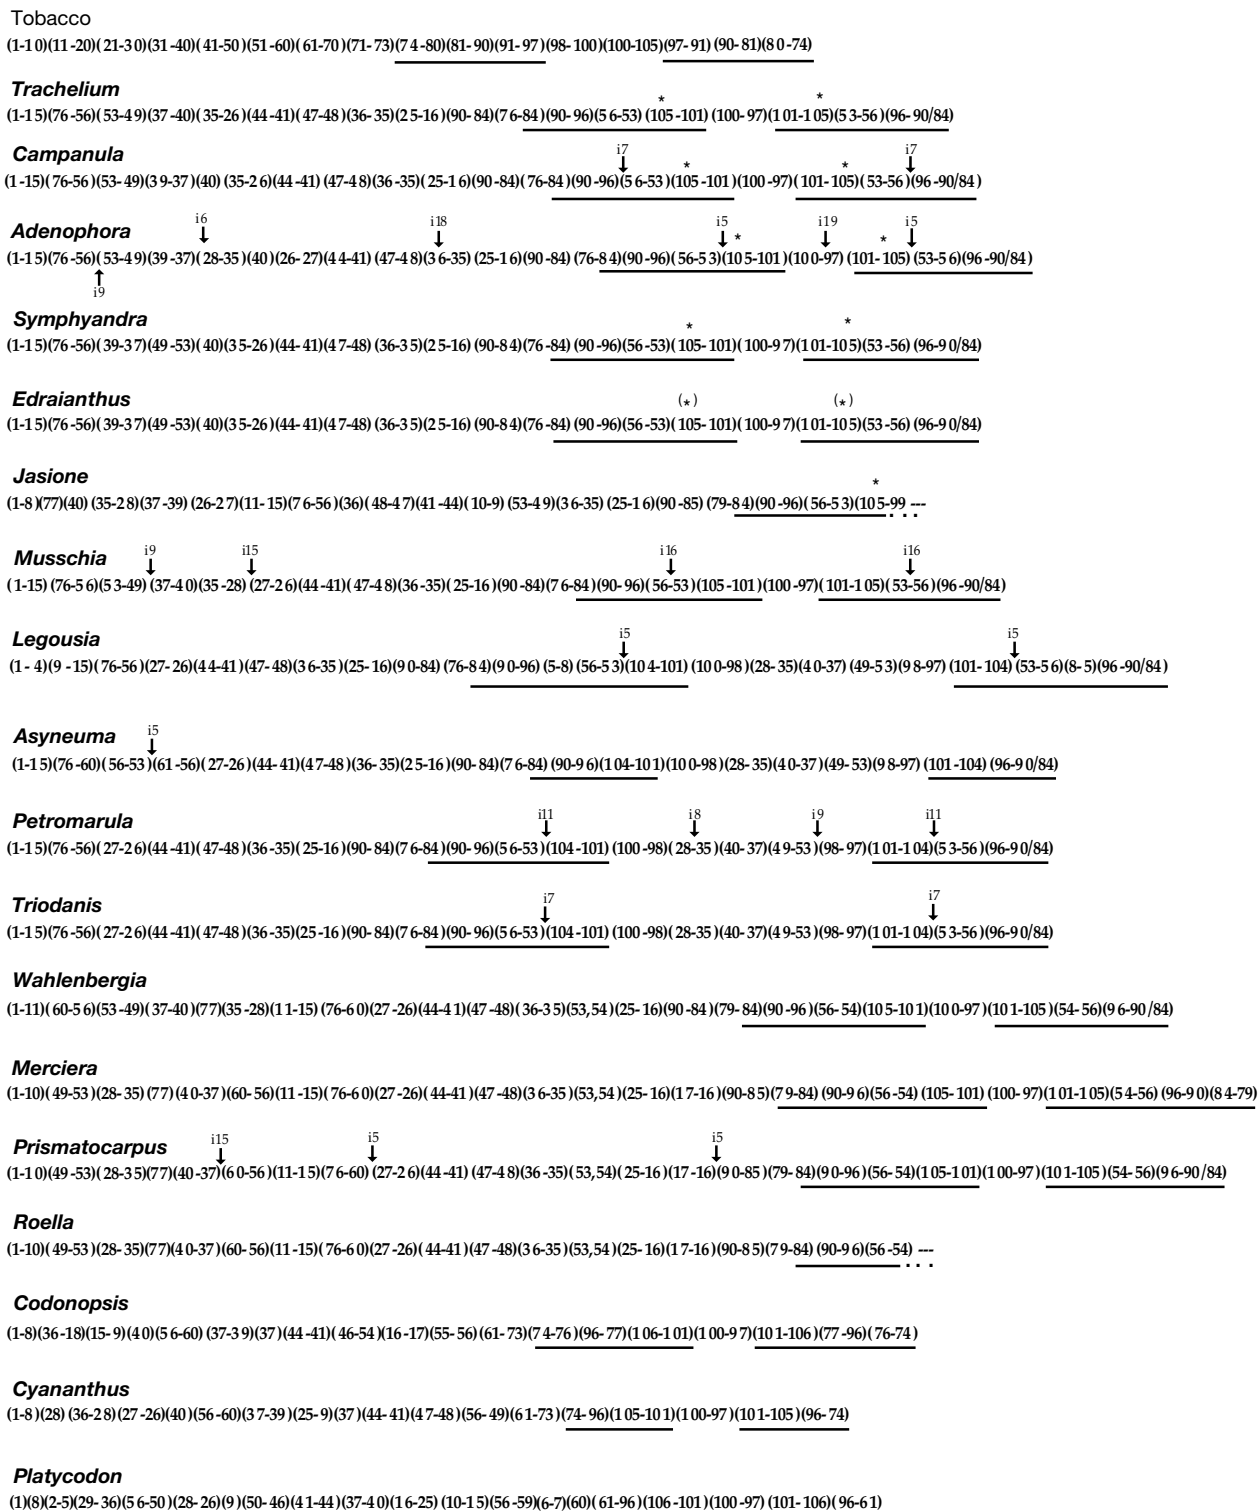 Tobacco
(1-10)(11-20)(21-30)(31-40)(41-50)(51-60)(61-70)(71-73)(74-80)(81-90)(91-97)(98-100)(100-105)(97-91)(90-81)(80-74)
Trachelium
* *
(1-15)(76-56)(53-49)(37-40)(35-26)(44-41)(47-48)(36-35)(25-16)(90-84)(76-84)(90-96)(56-53)(105-101)(100-97)(101-105)(53-56)(96-90/84)
Campanula
i7 * * i7
(1-15)(76-56)(53-49)(39-37)(40)(35-26)(44-41)(47-48)(36-35)(25-16)(90-84)(76-84)(90-96)(56-53)(105-101)(100-97)(101-105)(53-56)(96-90/84)
Adenophora
i6 i18 i5 * i19 * i5
(1-15)(76-56)(53-49)(39-37)(28-35)(40)(26-27)(44-41)(47-48)(36-35)(25-16)(90-84)(76-84)(90-96)(56-53)(105-101)(100-97)(101-105)(53-56)(96-90/84)
i9
Symphyandra
* *
(1-15)(76-56)(39-37)(49-53)(40)(35-26)(44-41)(47-48)(36-35)(25-16)(90-84)(76-84)(90-96)(56-53)(105-101)(100-97)(101-105)(53-56)(96-90/84)
Edraianthus
(*) (*)
(1-15)(76-56)(39-37)(49-53)(40)(35-26)(44-41)(47-48)(36-35)(25-16)(90-84)(76-84)(90-96)(56-53)(105-101)(100-97)(101-105)(53-56)(96-90/84)
Jasione
*
(1-8)(77)(40)(35-28)(37-39)(26-27)(11-15)(76-56)(36)(48-47)(41-44)(10-9)(53-49)(36-35)(25-16)(90-85)(79-84)(90-96)(56-53)(105-99 ---
Musschia
i9 i15 i16 i16
(1-15)(76-56)(53-49)(37-40)(35-28)(27-26)(44-41)(47-48)(36-35)(25-16)(90-84)(76-84)(90-96)(56-53)(105-101)(100-97)(101-105)(53-56)(96-90/84)
Legousia
i5 i5
(1-4)(9-15)(76-56)(27-26)(44-41)(47-48)(36-35)(25-16)(90-84)(76-84)(90-96)(5-8)(56-53)(104-101)(100-98)(28-35)(40-37)(49-53)(98-97)(101-104)(53-56)(8-5)(96-90/84)
Asyneuma
i5
(1-15)(76-60)(56-53)(61-56)(27-26)(44-41)(47-48)(36-35)(25-16)(90-84)(76-84)(90-96)(104-101)(100-98)(28-35)(40-37)(49-53)(98-97)(101-104)(96-90/84)
Petromarula
i11 i8 i9 i11
(1-15)(76-56)(27-26)(44-41)(47-48)(36-35)(25-16)(90-84)(76-84)(90-96)(56-53)(104-101)(100-98)(28-35)(40-37)(49-53)(98-97)(101-104)(53-56)(96-90/84)
Triodanis
i7 i7
(1-15)(76-56)(27-26)(44-41)(47-48)(36-35)(25-16)(90-84)(76-84)(90-96)(56-53)(104-101)(100-98)(28-35)(40-37)(49-53)(98-97)(101-104)(53-56)(96-90/84)
Wahlenbergia
(1-11)(60-56)(53-49)(37-40)(77)(35-28)(11-15)(76-60)(27-26)(44-41)(47-48)(36-35)(53,54)(25-16)(90-84)(79-84)(90-96)(56-54)(105-101)(100-97)(101-105)(54-56)(96-90/84)
Merciera
(1-10)(49-53)(28-35)(77)(40-37)(60-56)(11-15)(76-60)(27-26)(44-41)(47-48)(36-35)(53,54)(25-16)(17-16)(90-85)(79-84)(90-96)(56-54)(105-101)(100-97)(101-105)(54-56)(96-90)(84-79)
Prismatocarpus
i15 i5 i5
(1-10)(49-53)(28-35)(77)(40-37)(60-56)(11-15)(76-60)(27-26)(44-41)(47-48)(36-35)(53,54)(25-16)(17-16)(90-85)(79-84)(90-96)(56-54)(105-101)(100-97)(101-105)(54-56)(96-90/84)
Roella
(1-10)(49-53)(28-35)(77)(40-37)(60-56)(11-15)(76-60)(27-26)(44-41)(47-48)(36-35)(53,54)(25-16)(17-16)(90-85)(79-84)(90-96)(56-54) ---
Codonopsis
(1-8)(36-18)(15-9)(40)(56-60)(37-39)(37)(44-41)(46-54)(16-17)(55-56)(61-73)(74-76)(96-77)(106-101)(100-97)(101-106)(77-96)(76-74)
Cyananthus
(1-8)(28)(36-28)(27-26)(40)(56-60)(37-39)(25-9)(37)(44-41)(47-48)(56-49)(61-73)(74-96)(105-101)(100-97)(101-105)(96-74)
Platycodon
(1)(8)(2-5)(29-36)(56-50)(28-26)(9)(50-46)(41-44)(37-40)(16-25)(10-15)(56-59)(6-7)(60)(61-96)(106-101)(100-97)(101-106)(96-61)